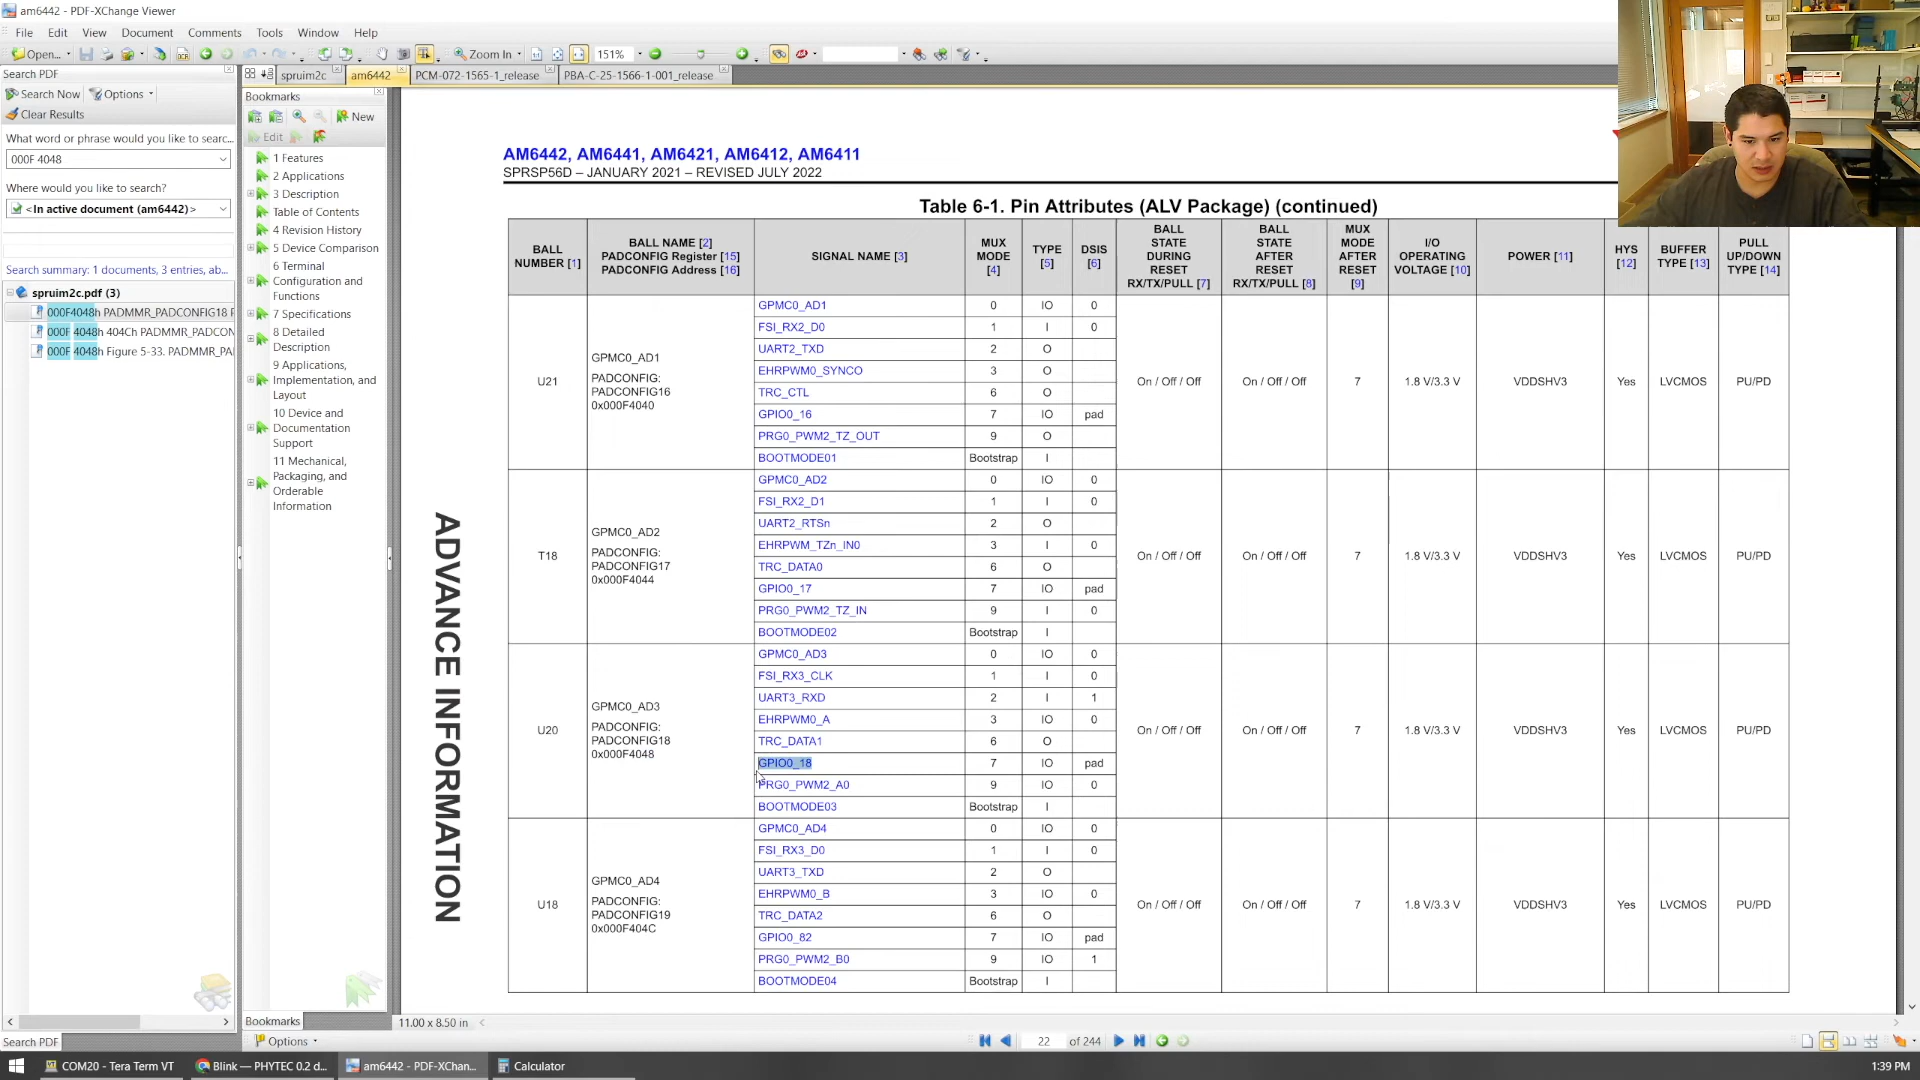 am6442 - PDF-XChange Viewer
File Edit View Document Comments Tools Window Help
Open... Zoom In 151%
Search PDF
spruim2c am6442 PCM-072-1565-1_release PBA-C-25-1566-1-001_release
Search Now Options
Clear Results
What word or phrase would you like to searc...
000F 4048
Where would you like to search?
<In active document (am6442)>
Search summary: 1 documents, 3 entries, ab...
spruim2c.pdf (3)
000F4048h PADMMR_PADCONFIG18 F
000F 4048h 404Ch PADMMR_PADCON
000F 4048h Figure 5-33. PADMMR_PA
Search PDF
Bookmarks
New
Edit
1 Features
2 Applications
3 Description
Table of Contents
4 Revision History
5 Device Comparison
6 Terminal
Configuration and
Functions
7 Specifications
8 Detailed
Description
9 Applications,
Implementation, and
Layout
10 Device and
Documentation
Support
11 Mechanical,
Packaging, and
Orderable
Information
Bookmarks
Options
ADVANCE INFORMATION
AM6442, AM6441, AM6421, AM6412, AM6411
SPRSP56D – JANUARY 2021 – REVISED JULY 2022
Table 6-1. Pin Attributes (ALV Package) (continued)
BALL NUMBER [1] BALL NAME [2] PADCONFIG Register [15] PADCONFIG Address [16] SIGNAL NAME [3] MUX MODE [4] TYPE [5] DSIS [6] BALL STATE DURING RESET RX/TX/PULL [7] BALL STATE AFTER RESET RX/TX/PULL [8] MUX MODE AFTER RESET [9] I/O OPERATING VOLTAGE [10] POWER [11] HYS [12] BUFFER TYPE [13] PULL UP/DOWN TYPE [14]
U21 GPMC0_AD1 PADCONFIG: PADCONFIG16 0x000F4040 On / Off / Off On / Off / Off 7 1.8 V/3.3 V VDDSHV3 Yes LVCMOS PU/PD
GPMC0_AD1 0 IO 0
FSI_RX2_D0 1 I 0
UART2_TXD 2 O
EHRPWM0_SYNCO 3 O
TRC_CTL 6 O
GPIO0_16 7 IO pad
PRG0_PWM2_TZ_OUT 9 O
BOOTMODE01 Bootstrap I
T18 GPMC0_AD2 PADCONFIG: PADCONFIG17 0x000F4044 On / Off / Off On / Off / Off 7 1.8 V/3.3 V VDDSHV3 Yes LVCMOS PU/PD
GPMC0_AD2 0 IO 0
FSI_RX2_D1 1 I 0
UART2_RTSn 2 O
EHRPWM_TZn_IN0 3 I 0
TRC_DATA0 6 O
GPIO0_17 7 IO pad
PRG0_PWM2_TZ_IN 9 I 0
BOOTMODE02 Bootstrap I
U20 GPMC0_AD3 PADCONFIG: PADCONFIG18 0x000F4048 On / Off / Off On / Off / Off 7 1.8 V/3.3 V VDDSHV3 Yes LVCMOS PU/PD
GPMC0_AD3 0 IO 0
FSI_RX3_CLK 1 I 0
UART3_RXD 2 I 1
EHRPWM0_A 3 IO 0
TRC_DATA1 6 O
GPIO0_18 7 IO pad
PRG0_PWM2_A0 9 IO 0
BOOTMODE03 Bootstrap I
U18 GPMC0_AD4 PADCONFIG: PADCONFIG19 0x000F404C On / Off / Off On / Off / Off 7 1.8 V/3.3 V VDDSHV3 Yes LVCMOS PU/PD
GPMC0_AD4 0 IO 0
FSI_RX3_D0 1 I 0
UART3_TXD 2 O
EHRPWM0_B 3 IO 0
TRC_DATA2 6 O
GPIO0_82 7 IO pad
PRG0_PWM2_B0 9 IO 1
BOOTMODE04 Bootstrap I
11.00 x 8.50 in
22 of 244
COM20 - Tera Term VT Blink — PHYTEC 0.2 d... am6442 - PDF-XChan... Calculator 1:39 PM